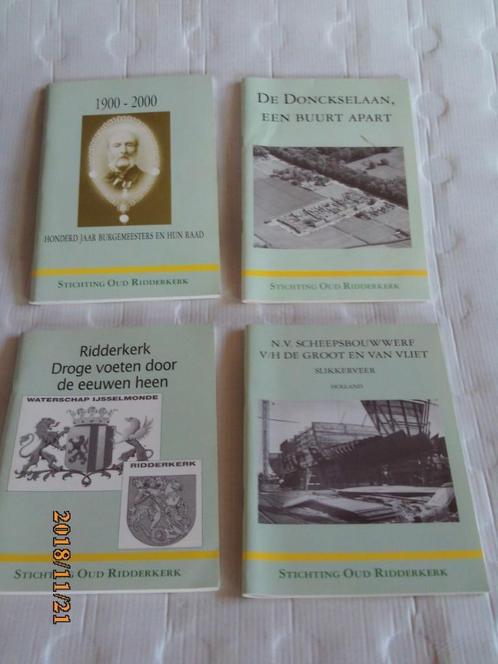 1900 - 2000
HONDERD JAAR BURGEMEESTERS EN HUN RAAD
STICHTING OUD RIDDERKERK
DE DONCKSELAAN,
EEN BUURT APART
STICHTING OUD RIDDERKERK
Ridderkerk
Droge voeten door
de eeuwen heen
WATERSCHAP IJSSELMONDE
RIDDERKERK
STICHTING OUD RIDDERKERK
N.V. SCHEEPSBOUWWERF
V/H DE GROOT EN VAN VLIET
SLIKKERVEER
HOLLAND
STICHTING OUD RIDDERKERK
2018/11/21